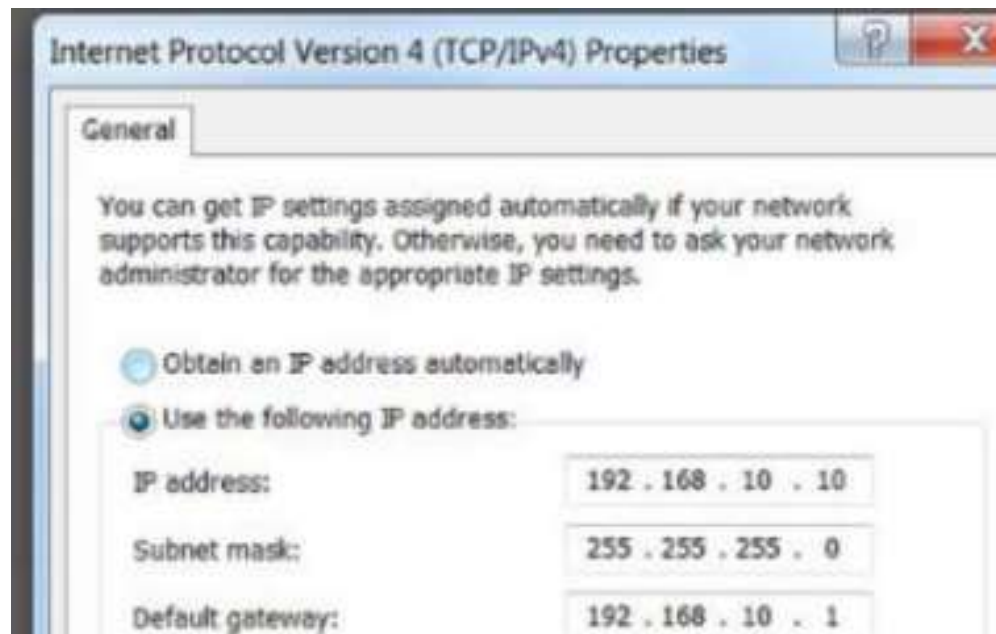 Internet Protocol Version 4 (TCP/IPv4) Properties
General
You can get IP settings assigned automatically if your network
supports this capability. Otherwise, you need to ask your network
administrator for the appropriate IP settings.
Obtain an IP address automatically
Use the following IP address:
IP address: 192 . 168 . 10 . 10
Subnet mask: 255 . 255 . 255 . 0
Default gateway: 192 . 168 . 10 . 1